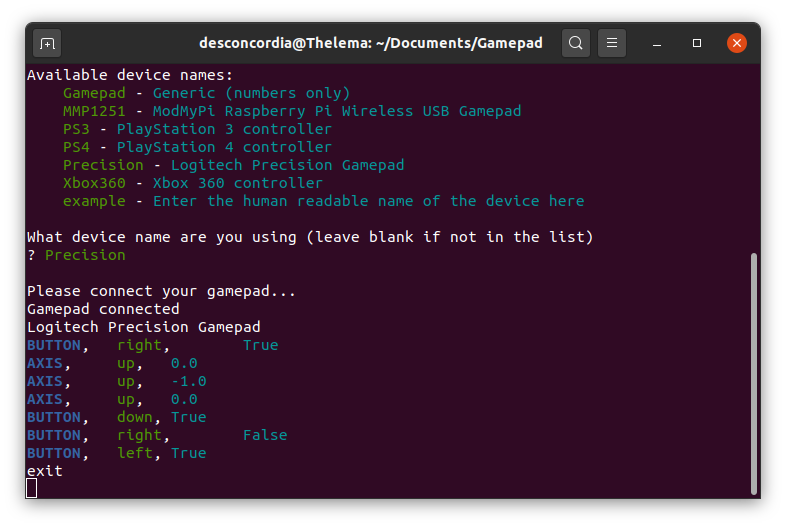 desconcordia@Thelema: ~/Documents/Gamepad
Available device names:
    Gamepad - Generic (numbers only)
    MMP1251 - ModMyPi Raspberry Pi Wireless USB Gamepad
    PS3 - PlayStation 3 controller
    PS4 - PlayStation 4 controller
    Precision - Logitech Precision Gamepad
    Xbox360 - Xbox 360 controller
    example - Enter the human readable name of the device here
What device name are you using (leave blank if not in the list)
? Precision
Please connect your gamepad...
Gamepad connected
Logitech Precision Gamepad
BUTTON,   right,        True
AXIS,     up,   0.0
AXIS,     up,   -1.0
AXIS,     up,   0.0
BUTTON,   down, True
BUTTON,   right,        False
BUTTON,   left, True
exit